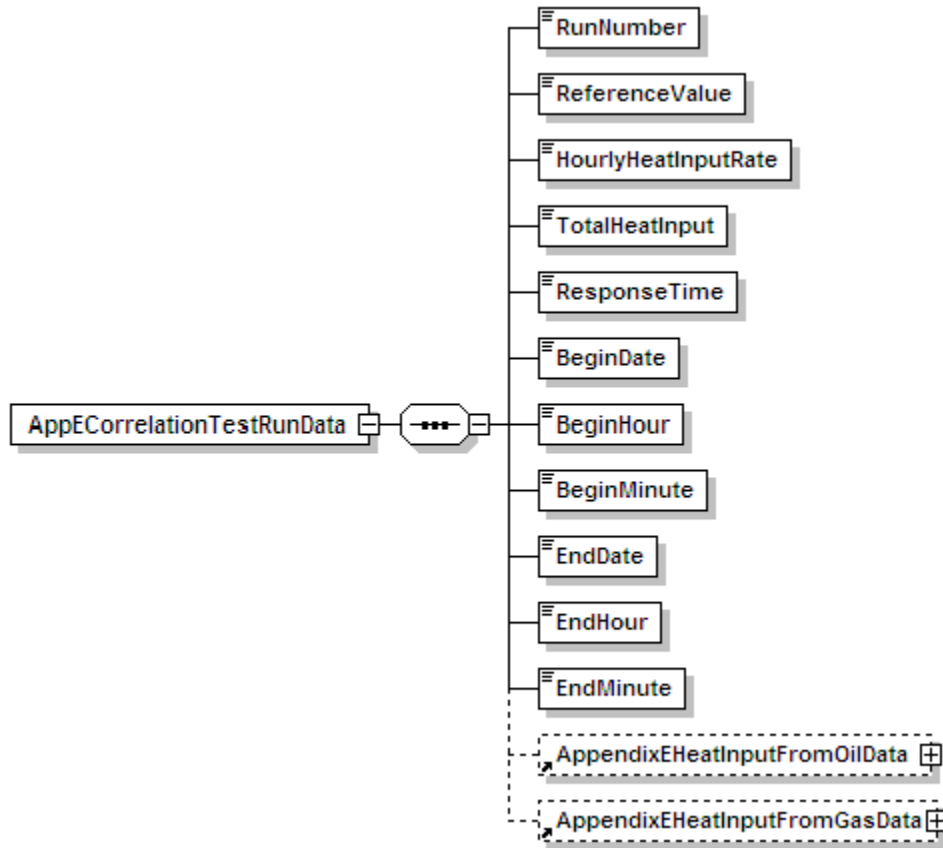 RunNumber
ReferenceValue
HourlyHeatInputRate
TotalHeatInput
ResponseTime
BeginDate
AppECorrelationTestRunData
BeginHour
BeginMinute
EndDate
EndHour
EndMinute
AppendixEHeatInputFromOilData
AppendixEHeatInputFromGasData